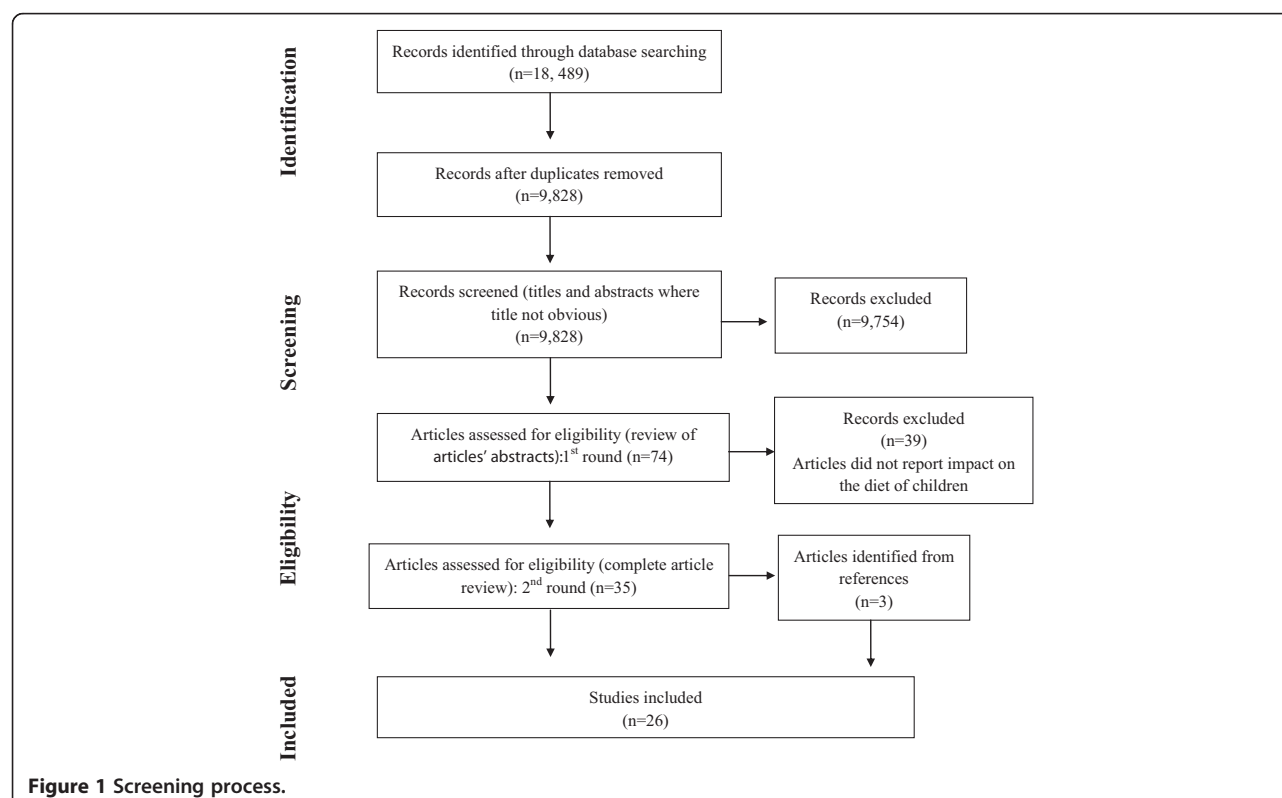 Identification
Records identified through database searching
(n=18, 489)
Records after duplicates removed
(n=9,828)
Screening
Records screened (titles and abstracts where
title not obvious)
(n=9,828)
Records excluded
(n=9,754)
Eligibility
Articles assessed for eligibility (review of
articles' abstracts):1st round (n=74)
Records excluded
(n=39)
Articles did not report impact on
the diet of children
Articles assessed for eligibility (complete article
review): 2nd round (n=35)
Articles identified from
references
(n=3)
Included
Studies included
(n=26)
Figure 1 Screening process.